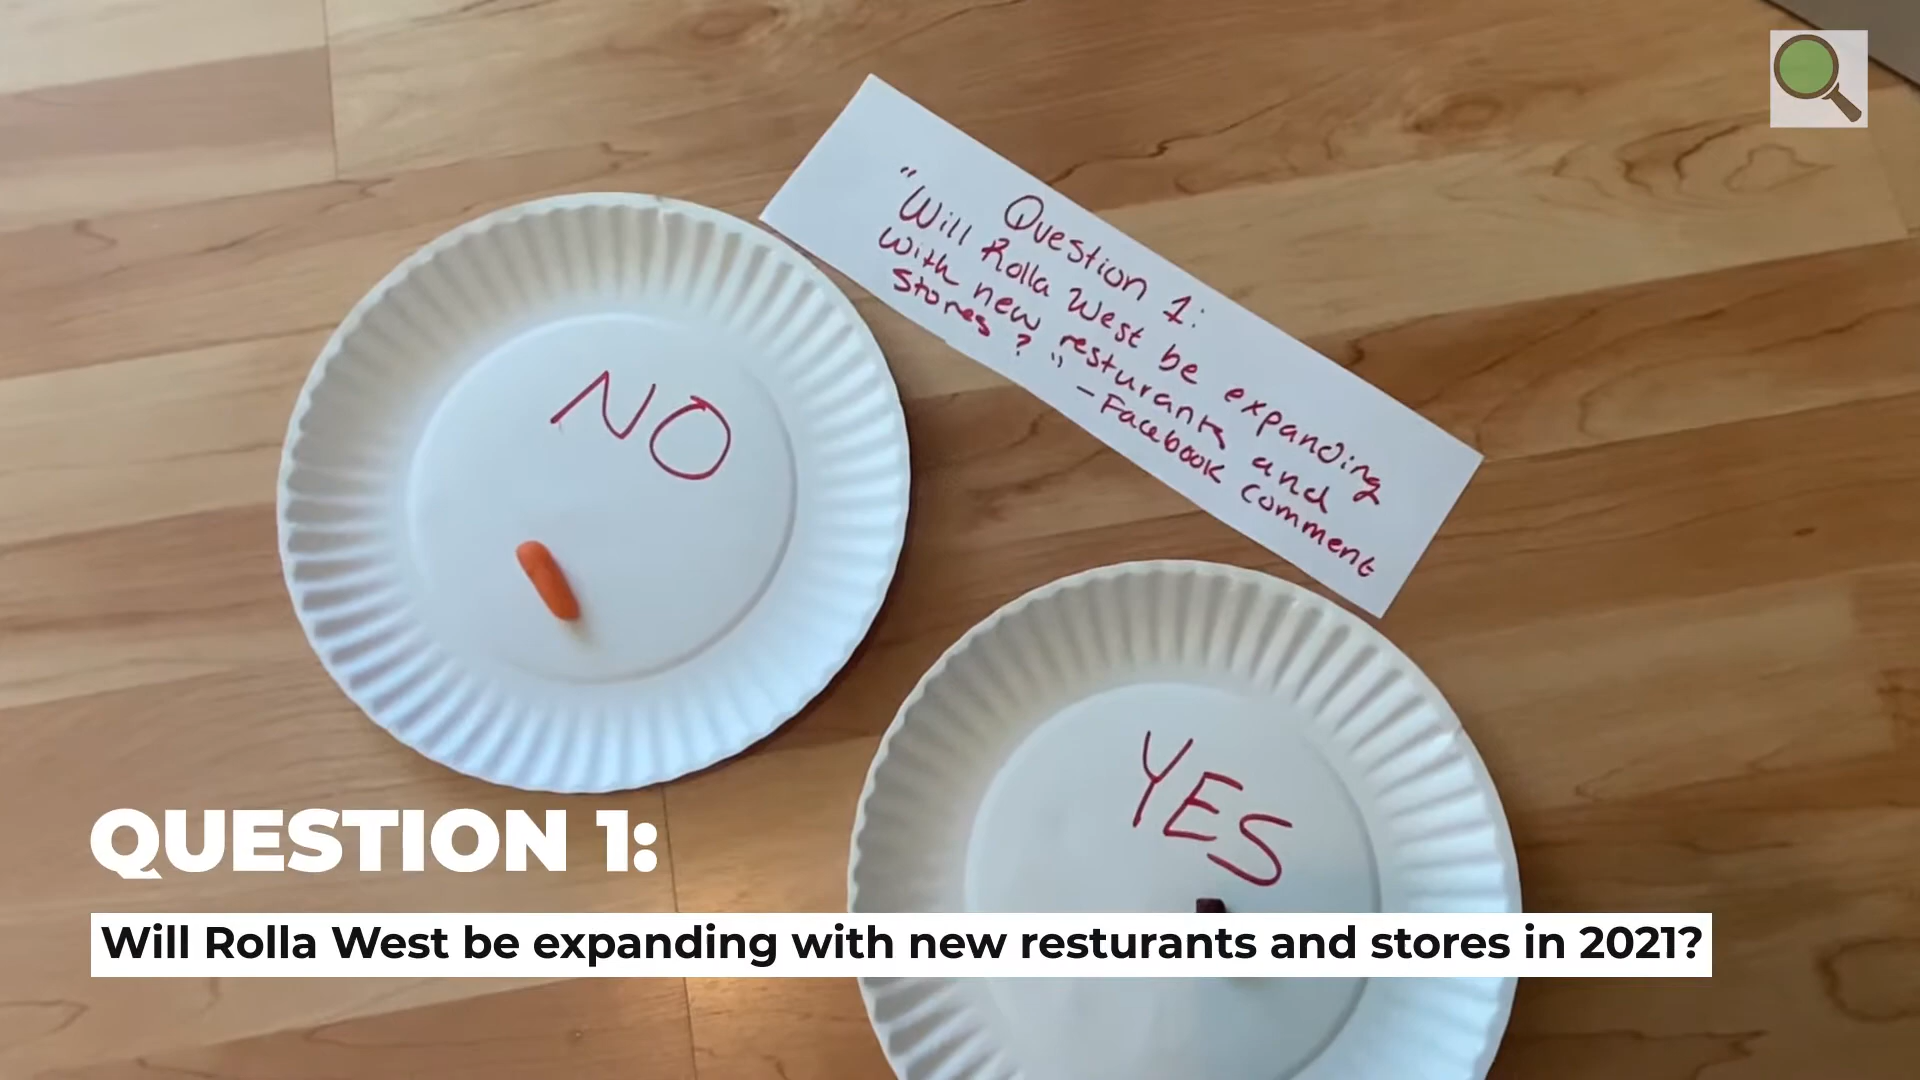 Question 1:
"Will Rolla West be expanding
with new resturants and
stores?" - Facebook comment
NO
YES
QUESTION 1:
Will Rolla West be expanding with new resturants and stores in 2021?